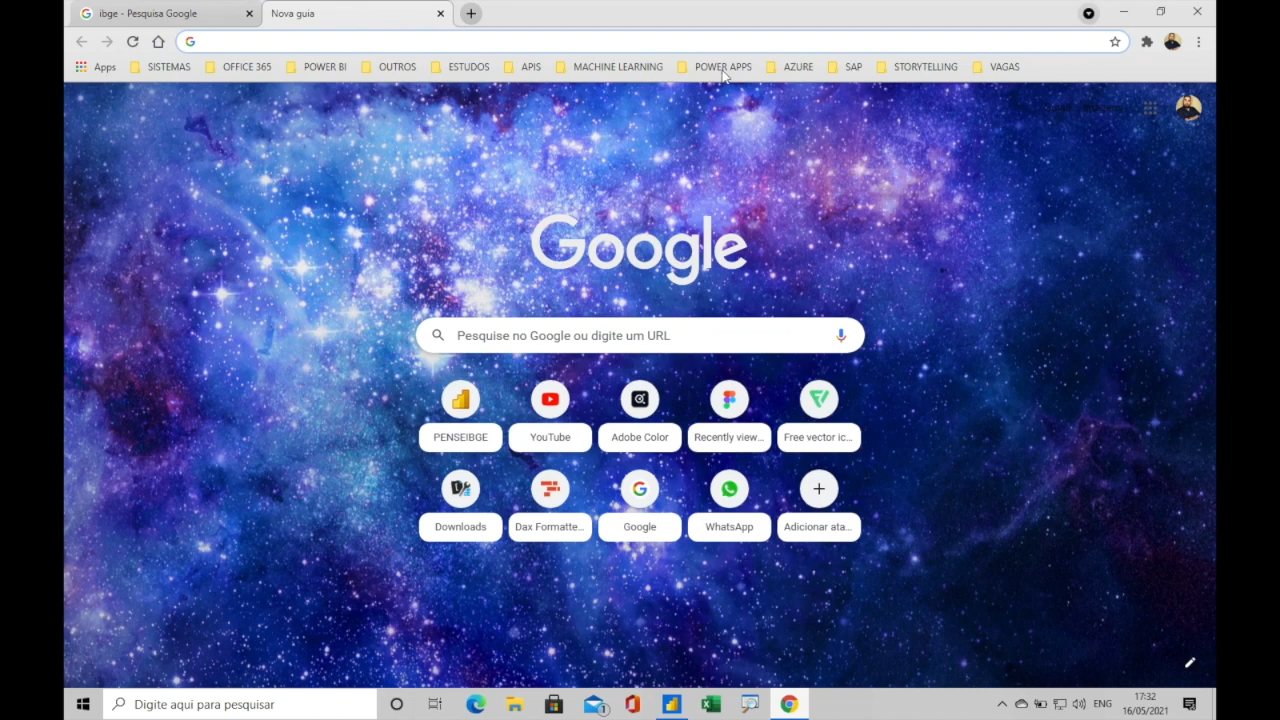 ibge - Pesquisa Google
Nova guia
Apps SISTEMAS OFFICE 365 POWER BI OUTROS ESTUDOS APIS MACHINE LEARNING POWER APPS AZURE SAP STORYTELLING VAGAS
Google
Pesquise no Google ou digite um URL
PENSEIBGE YouTube Adobe Color Recently view... Free vector ic...
Downloads Dax Formatte... Google WhatsApp Adicionar ata...
Digite aqui para pesquisar
1
ENG
17:32
16/05/2021